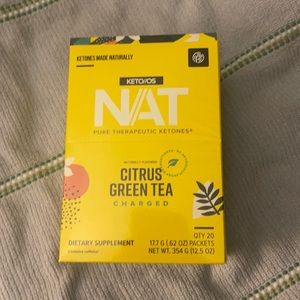 KETONES MADE NATURALLY
KETO//OS
NAT
PURE THERAPEUTIC KETONES®
NATURALLY FLAVORED
CITRUS
GREEN TEA
CHARGED
DIETARY SUPPLEMENT
QTY 20
17.7 G (.62 OZ) PACKETS
NET WT. 354 G (12.5 OZ)